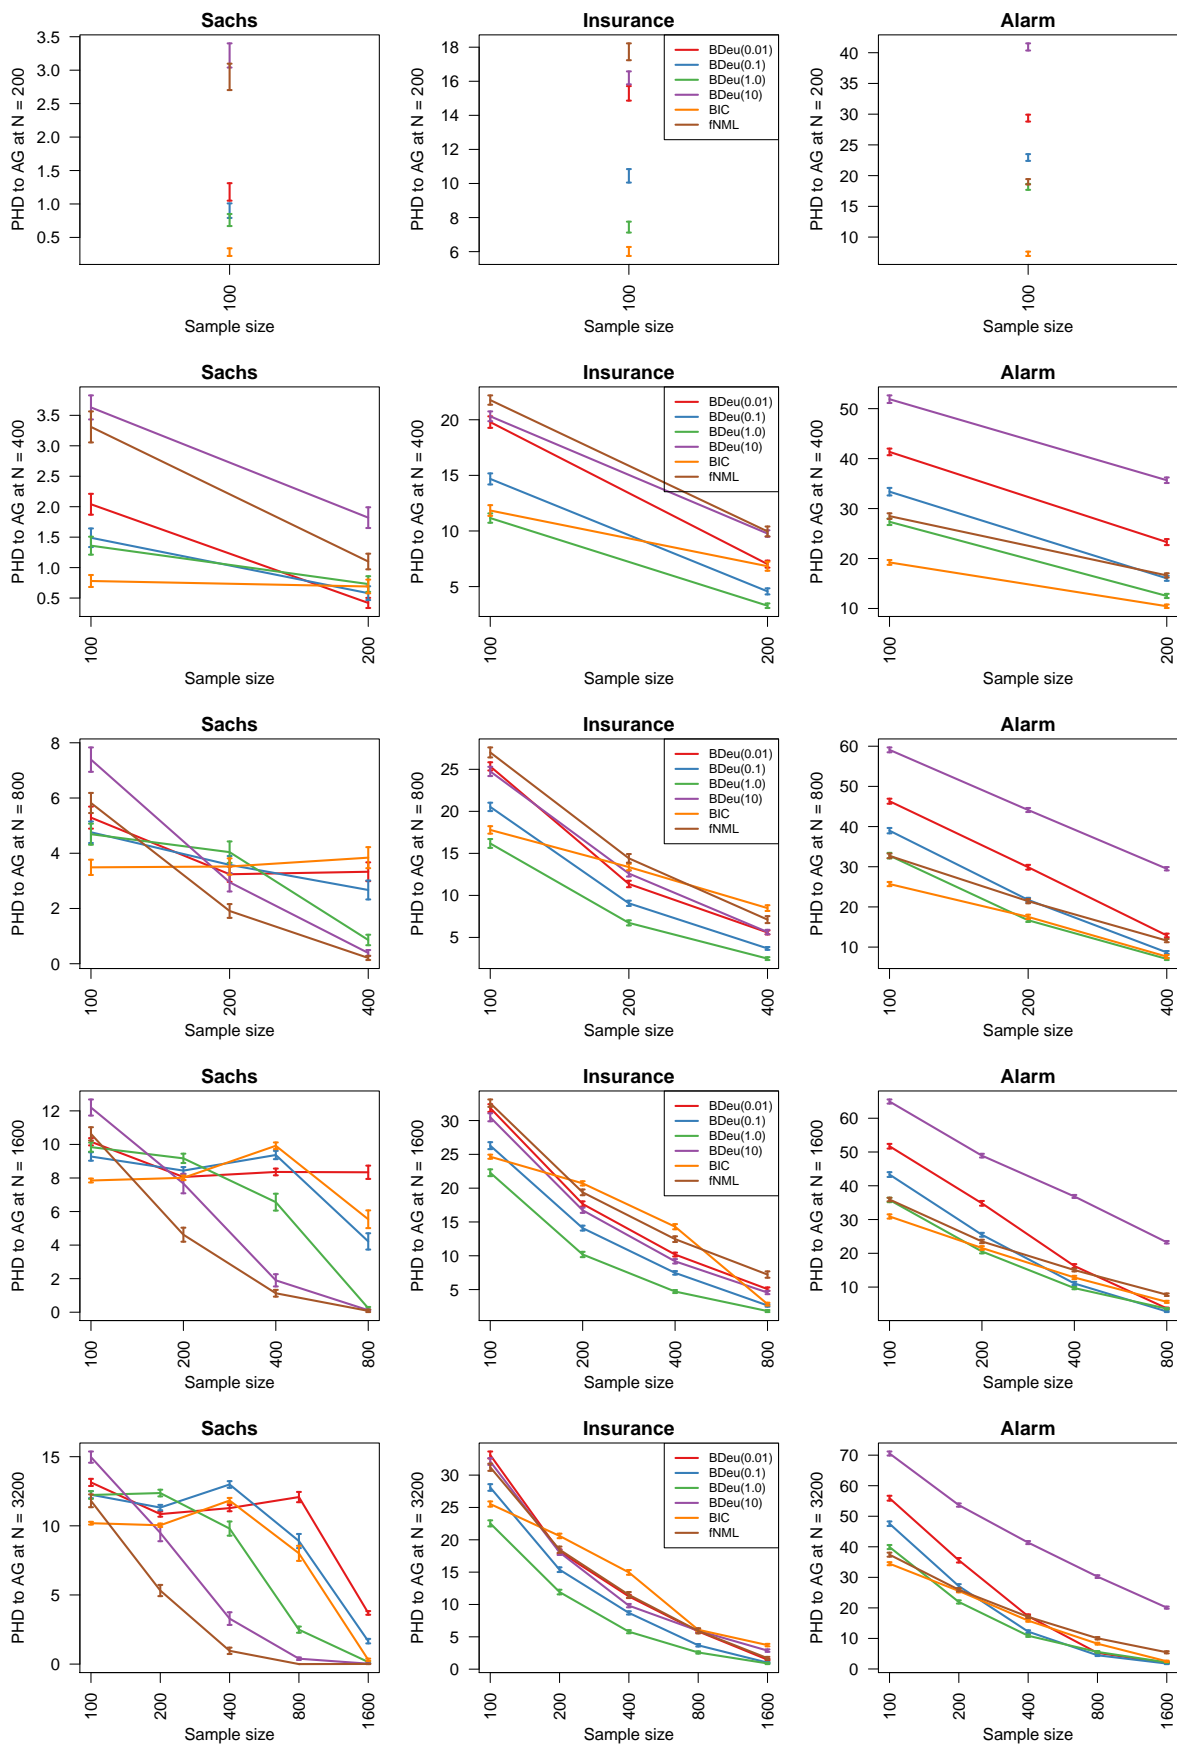 Sachs
Insurance
Alarm
PHD to AG at N = 200
3.5
3.0
2.5
2.0
1.5
1.0
0.5
100
Sample size
PHD to AG at N = 200
18
16
14
12
10
8
6
BDeu(0.01)
BDeu(0.1)
BDeu(1.0)
BDeu(10)
BIC
fNML
100
Sample size
PHD to AG at N = 200
40
35
30
25
20
15
10
100
Sample size
Sachs
Insurance
Alarm
PHD to AG at N = 400
3.5
3.0
2.5
2.0
1.5
1.0
0.5
100
200
Sample size
PHD to AG at N = 400
20
15
10
5
BDeu(0.01)
BDeu(0.1)
BDeu(1.0)
BDeu(10)
BIC
fNML
100
200
Sample size
PHD to AG at N = 400
50
40
30
20
10
100
200
Sample size
Sachs
Insurance
Alarm
PHD to AG at N = 800
8
6
4
2
0
100
200
400
Sample size
PHD to AG at N = 800
25
20
15
10
5
BDeu(0.01)
BDeu(0.1)
BDeu(1.0)
BDeu(10)
BIC
fNML
100
200
400
Sample size
PHD to AG at N = 800
60
50
40
30
20
10
100
200
400
Sample size
Sachs
Insurance
Alarm
PHD to AG at N = 1600
12
10
8
6
4
2
0
100
200
400
800
Sample size
PHD to AG at N = 1600
30
25
20
15
10
5
BDeu(0.01)
BDeu(0.1)
BDeu(1.0)
BDeu(10)
BIC
fNML
100
200
400
800
Sample size
PHD to AG at N = 1600
60
50
40
30
20
10
100
200
400
800
Sample size
Sachs
Insurance
Alarm
PHD to AG at N = 3200
15
10
5
0
100
200
400
800
1600
Sample size
PHD to AG at N = 3200
30
25
20
15
10
5
0
BDeu(0.01)
BDeu(0.1)
BDeu(1.0)
BDeu(10)
BIC
fNML
100
200
400
800
1600
Sample size
PHD to AG at N = 3200
70
60
50
40
30
20
10
0
100
200
400
800
1600
Sample size